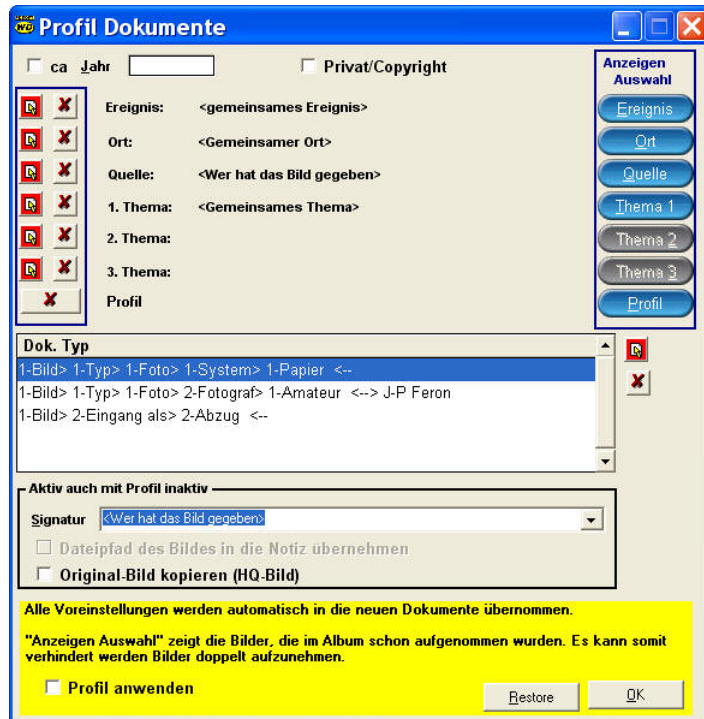 Profil Dokumente
ca Jahr
Privat/Copyright
Anzeigen
Auswahl
Ereignis: <gemeinsames Ereignis>
Ereignis
Ort: <Gemeinsamer Ort>
Ort
Quelle: <Wer hat das Bild gegeben>
Quelle
1. Thema: <Gemeinsames Thema>
Thema 1
2. Thema:
Thema 2
3. Thema:
Thema 3
Profil
Profil
Dok. Typ
1-Bild> 1-Typ> 1-Foto> 1-System> 1-Papier <--
1-Bild> 1-Typ> 1-Foto> 2-Fotograf> 1-Amateur <--> J-P Feron
1-Bild> 2-Eingang als> 2-Abzug <--
Aktiv auch mit Profil inaktiv
Signatur <Wer hat das Bild gegeben>
Dateipfad des Bildes in die Notiz übernehmen
Original-Bild kopieren (HQ-Bild)
Alle Voreinstellungen werden automatisch in die neuen Dokumente übernommen.
"Anzeigen Auswahl" zeigt die Bilder, die im Album schon aufgenommen wurden. Es kann somit
verhindert werden Bilder doppelt aufzunehmen.
Profil anwenden
Restore
OK